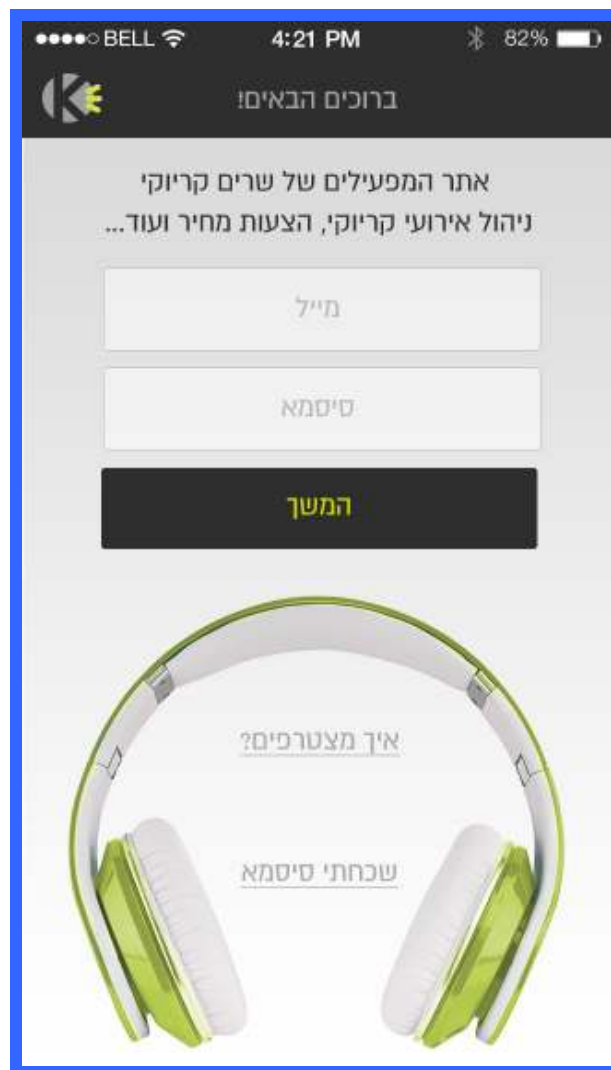 BELL 4:21 PM 82%
ברוכים הבאים!
אתר המפעילים של שרים קריוקי
ניהול אירועי קריוקי, הצעות מחיר ועוד...
מייל
סיסמא
המשך
איך מצטרפים?
שכחתי סיסמא